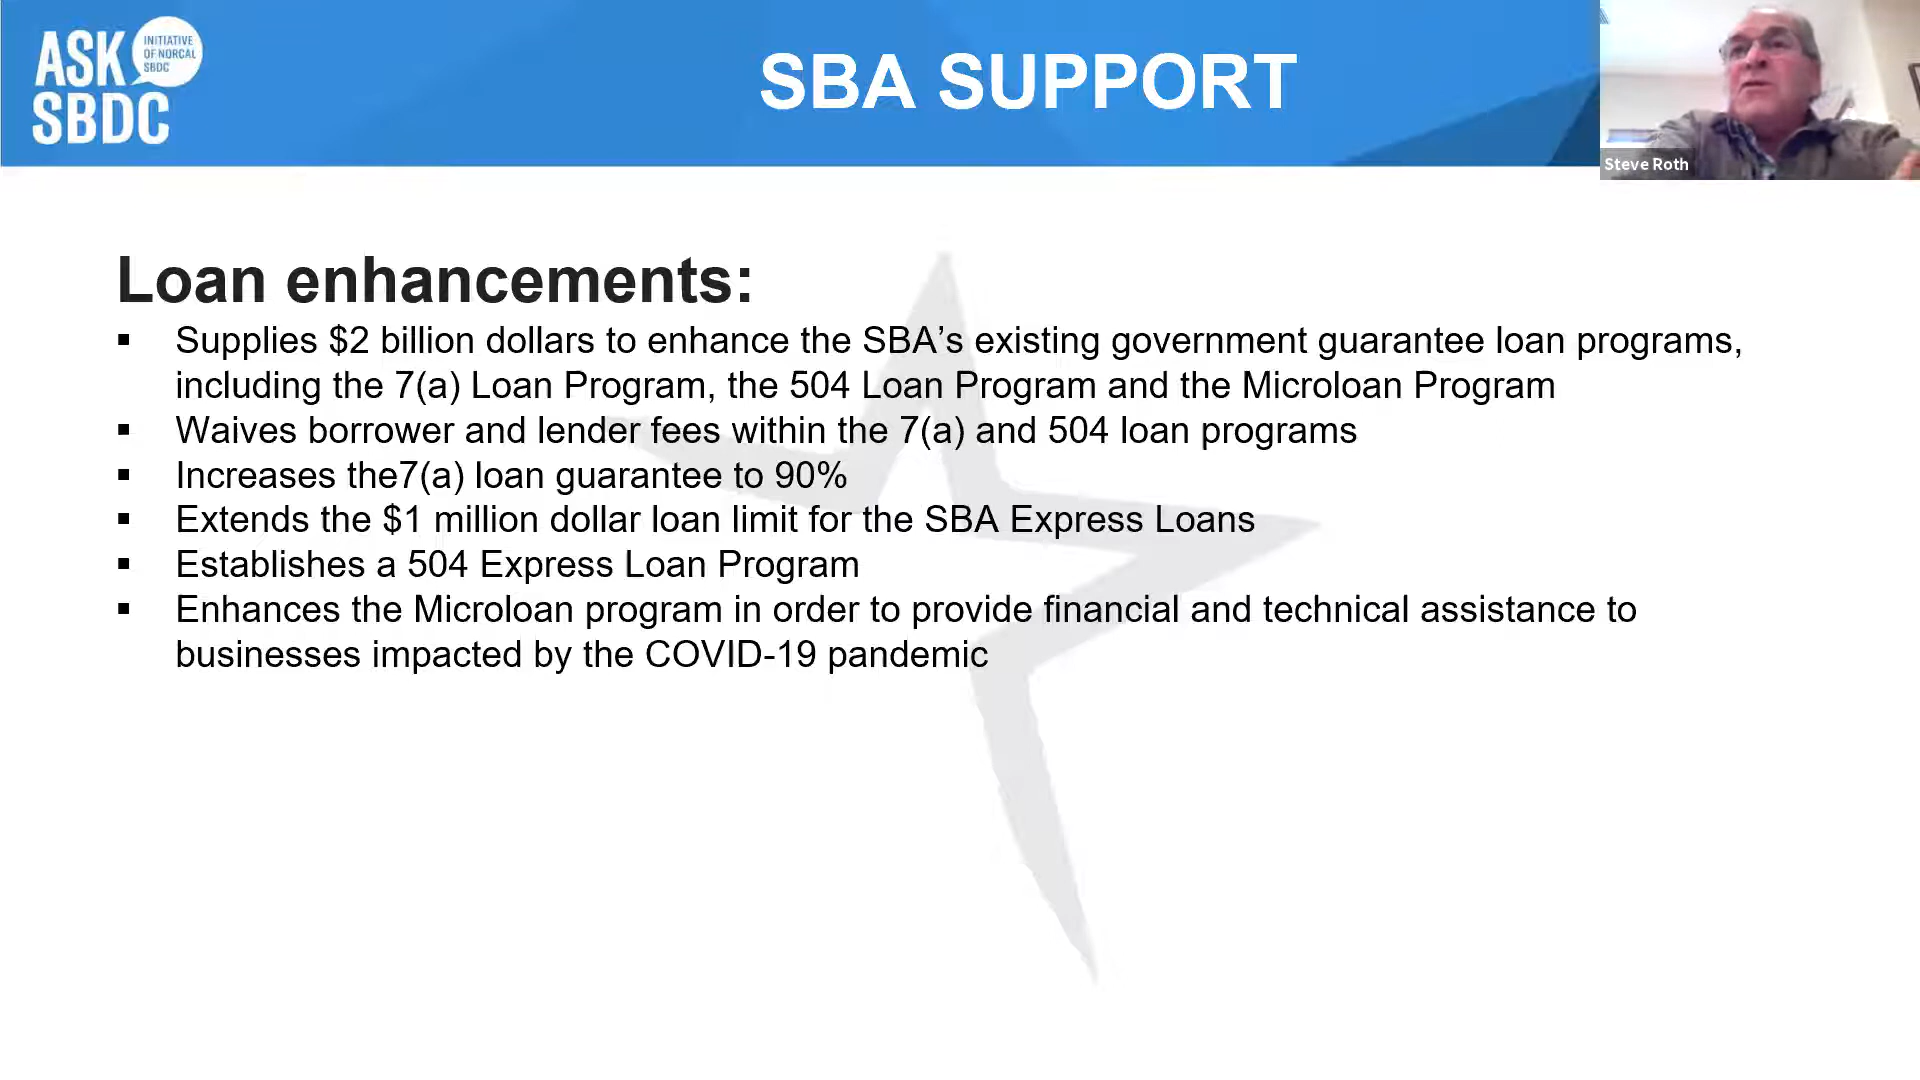 ASK
INITIATIVE
OF NORCAL
SBDC
SBDC
SBA SUPPORT
Steve Roth
Loan enhancements:
▪ Supplies $2 billion dollars to enhance the SBA’s existing government guarantee loan programs,
including the 7(a) Loan Program, the 504 Loan Program and the Microloan Program
▪ Waives borrower and lender fees within the 7(a) and 504 loan programs
▪ Increases the7(a) loan guarantee to 90%
▪ Extends the $1 million dollar loan limit for the SBA Express Loans
▪ Establishes a 504 Express Loan Program
▪ Enhances the Microloan program in order to provide financial and technical assistance to
businesses impacted by the COVID-19 pandemic